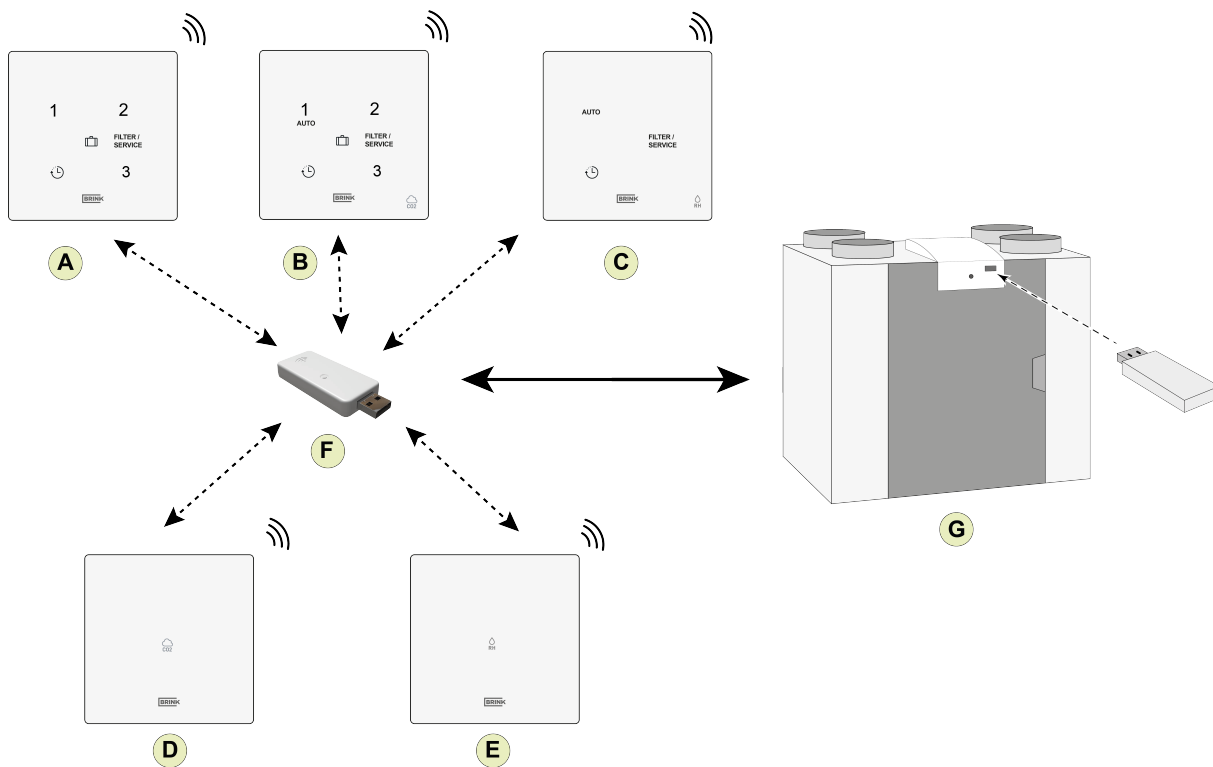 1
2
FILTER /
SERVICE
3
BRINK
A
1
AUTO
2
FILTER /
SERVICE
3
BRINK
CO2
B
AUTO
FILTER /
SERVICE
BRINK
RH
C
F
G
CO2
BRINK
D
RH
BRINK
E